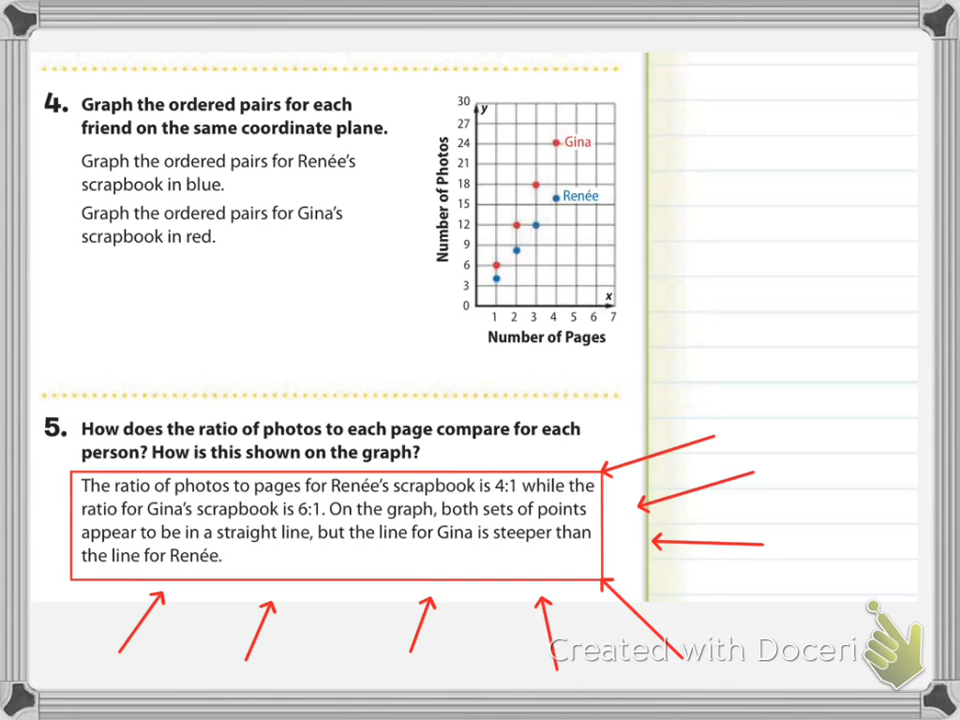 4. Graph the ordered pairs for each
friend on the same coordinate plane.
Graph the ordered pairs for Renée's
scrapbook in blue.
Graph the ordered pairs for Gina's
scrapbook in red.
Number of Photos
30
27
24
21
18
15
12
9
6
3
0
y
Gina
Renée
x
1 2 3 4 5 6 7
Number of Pages
5. How does the ratio of photos to each page compare for each
person? How is this shown on the graph?
The ratio of photos to pages for Renée's scrapbook is 4:1 while the
ratio for Gina's scrapbook is 6:1. On the graph, both sets of points
appear to be in a straight line, but the line for Gina is steeper than
the line for Renée.
Created with Doceri